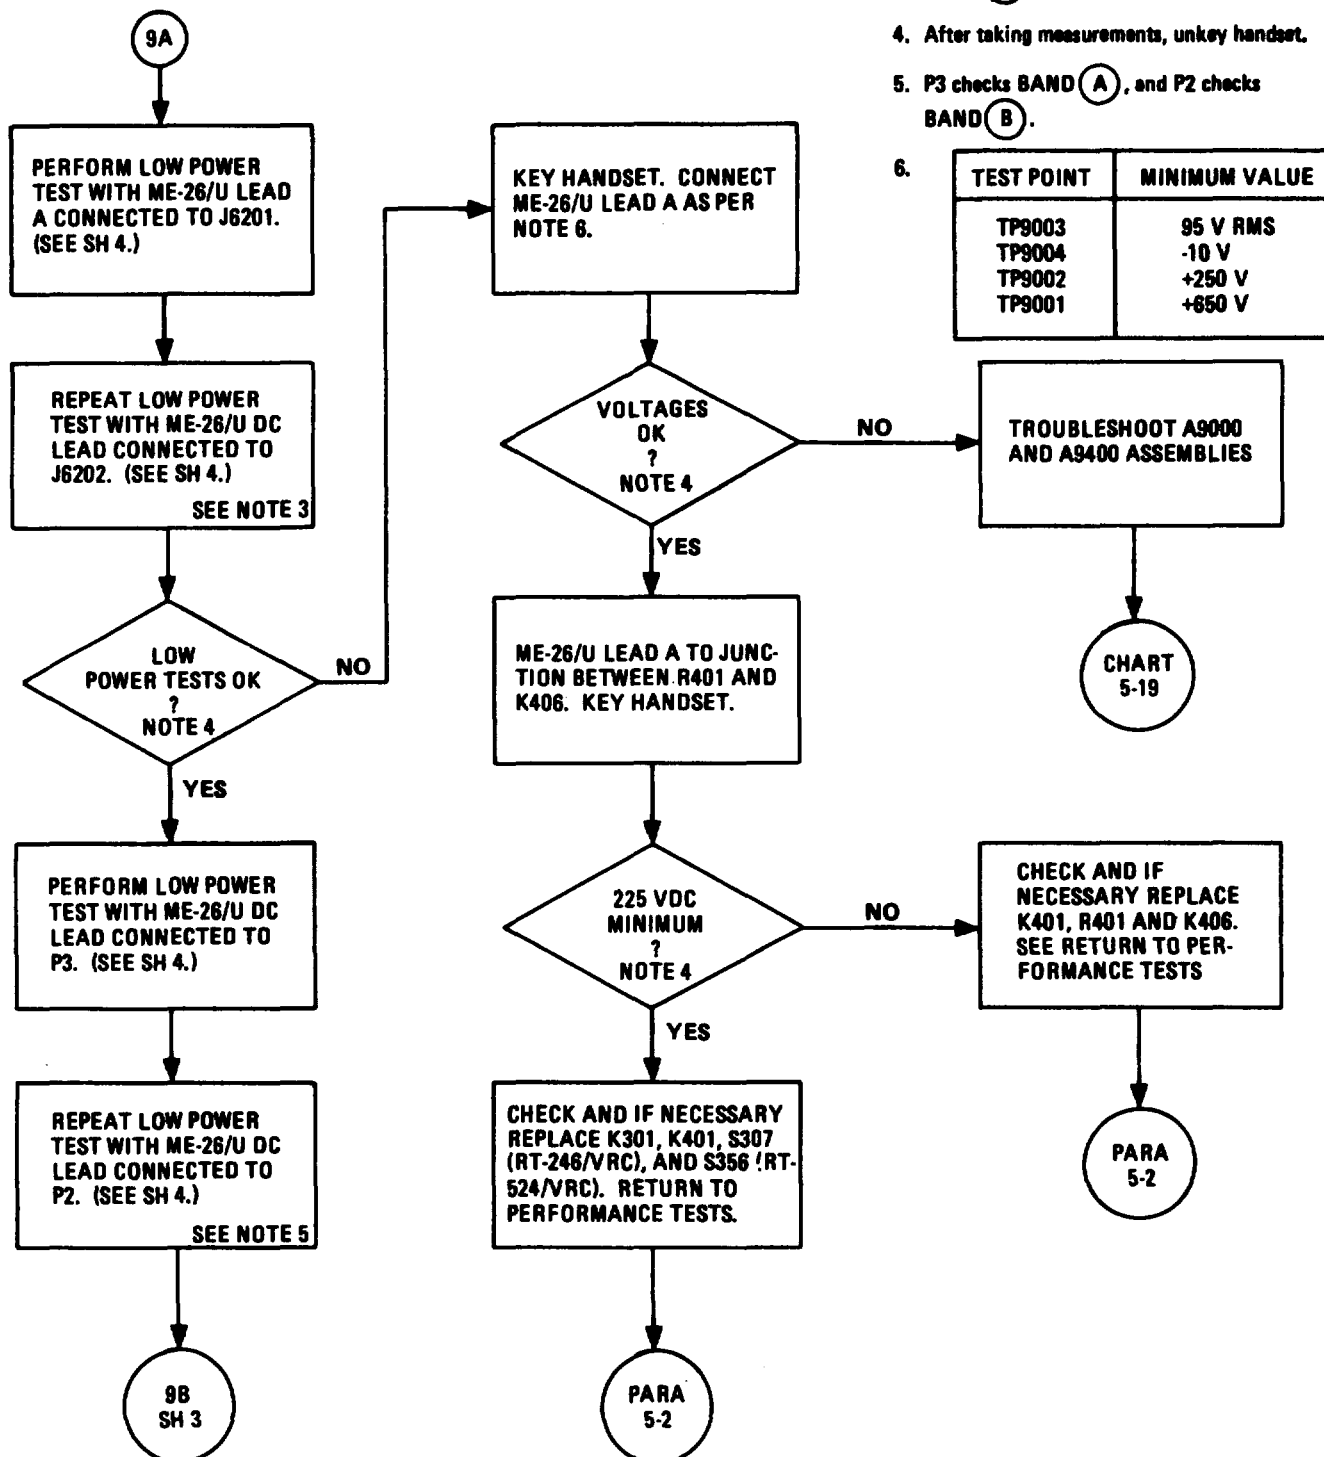 9A
PERFORM LOW POWER
TEST WITH ME-26/U LEAD
A CONNECTED TO J6201.
(SEE SH 4.)
REPEAT LOW POWER
TEST WITH ME-26/U DC
LEAD CONNECTED TO
J6202. (SEE SH 4.)
SEE NOTE 3
LOW
POWER TESTS OK
?
NOTE 4
NO
YES
PERFORM LOW POWER
TEST WITH ME-26/U DC
LEAD CONNECTED TO
P3. (SEE SH 4.)
REPEAT LOW POWER
TEST WITH ME-26/U DC
LEAD CONNECTED TO
P2. (SEE SH 4.)
SEE NOTE 5
9B
SH 3
KEY HANDSET. CONNECT
ME-26/U LEAD A AS PER
NOTE 6.
VOLTAGES
OK
?
NOTE 4
NO
YES
ME-26/U LEAD A TO JUNC-
TION BETWEEN R401 AND
K406. KEY HANDSET.
225 VDC
MINIMUM
?
NOTE 4
NO
YES
CHECK AND IF NECESSARY
REPLACE K301, K401, S307
(RT-246/VRC), AND S356 (RT-
524/VRC). RETURN TO
PERFORMANCE TESTS.
PARA
5-2
4. After taking measurements, unkey handset.
5. P3 checks BAND A, and P2 checks
BAND B.
6.
TEST POINT MINIMUM VALUE
TP9003 95 V RMS
TP9004 -10 V
TP9002 +250 V
TP9001 +650 V
TROUBLESHOOT A9000
AND A9400 ASSEMBLIES
CHART
5-19
CHECK AND IF
NECESSARY REPLACE
K401, R401 AND K406.
SEE RETURN TO PER-
FORMANCE TESTS
PARA
5-2